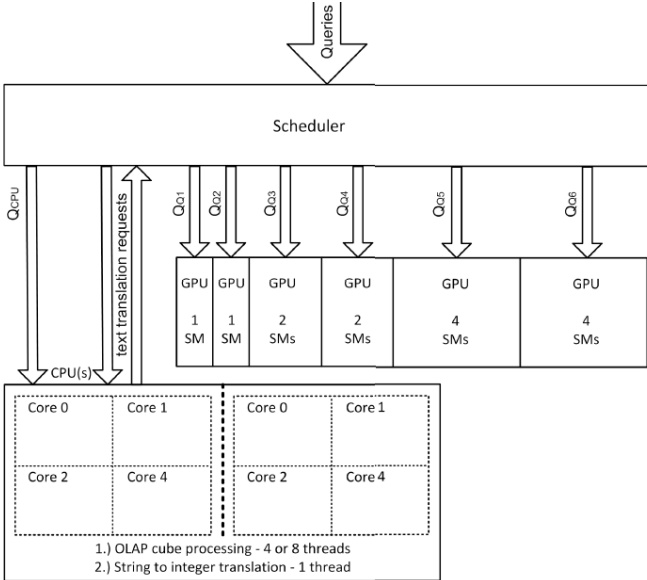 Queries
Scheduler
QCPU
text translation requests
QQ1
QQ2
QQ3
QQ4
QQ5
QQ6
GPU
1
SM
GPU
1
SM
GPU
2
SMs
GPU
2
SMs
GPU
4
SMs
GPU
4
SMs
CPU(s)
Core 0
Core 1
Core 2
Core 4
Core 0
Core 1
Core 2
Core 4
1.) OLAP cube processing - 4 or 8 threads
2.) String to integer translation - 1 thread